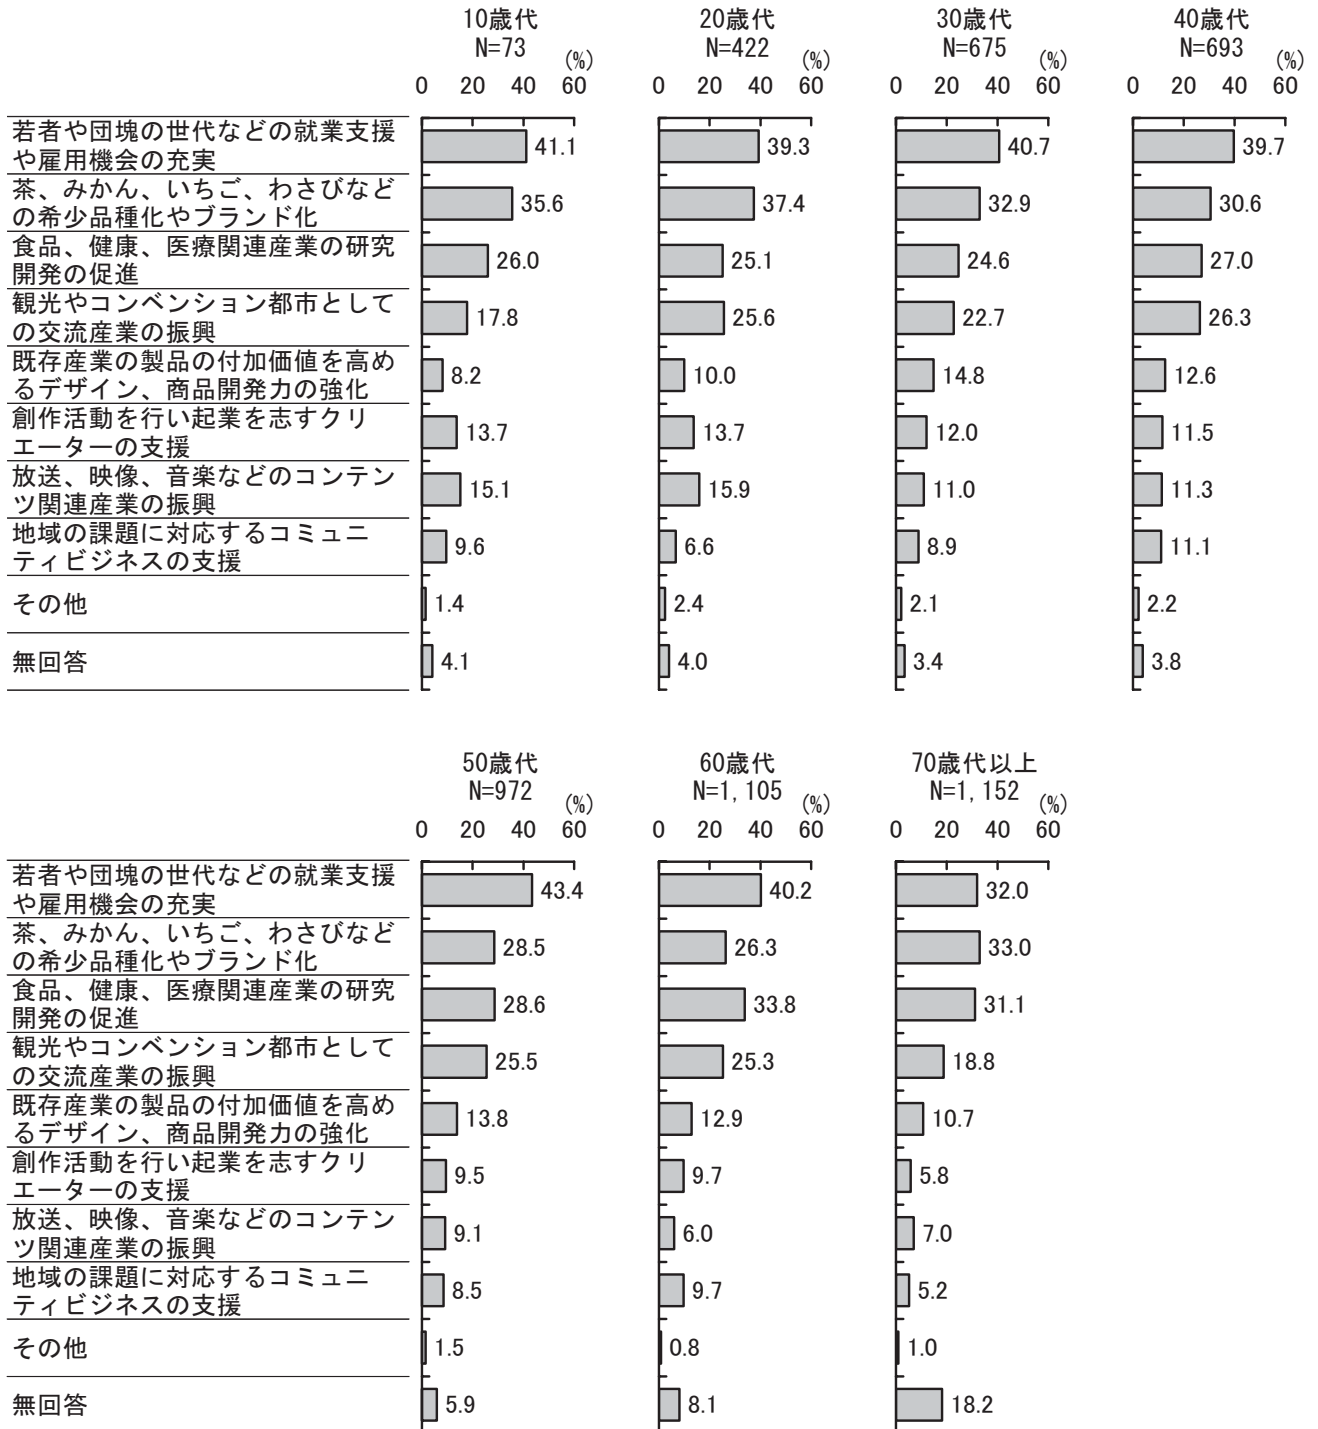 10歳代 20歳代 30歳代 40歳代
N=73 N=422 N=675 N=693
(%) (%) (%) (%)
0 20 40 60 0 20 40 60 0 20 40 60 0 20 40 60
若者や団塊の世代などの就業支援
や雇用機会の充実
41.1 39.3 40.7 39.7
茶、みかん、いちご、わさびなど
の希少品種化やブランド化
35.6 37.4 32.9 30.6
食品、健康、医療関連産業の研究
開発の促進
26.0 25.1 24.6 27.0
観光やコンベンション都市として
の交流産業の振興
17.8 25.6 22.7 26.3
既存産業の製品の付加価値を高め
るデザイン、商品開発力の強化
8.2 10.0 14.8 12.6
創作活動を行い起業を志すクリ
エーターの支援
13.7 13.7 12.0 11.5
放送、映像、音楽などのコンテン
ツ関連産業の振興
15.1 15.9 11.0 11.3
地域の課題に対応するコミュニ
ティビジネスの支援
9.6 6.6 8.9 11.1
その他 1.4 2.4 2.1 2.2
無回答 4.1 4.0 3.4 3.8
50歳代 60歳代 70歳代以上
N=972 N=1,105 N=1,152
(%) (%) (%)
0 20 40 60 0 20 40 60 0 20 40 60
若者や団塊の世代などの就業支援
や雇用機会の充実
43.4 40.2 32.0
茶、みかん、いちご、わさびなど
の希少品種化やブランド化
28.5 26.3 33.0
食品、健康、医療関連産業の研究
開発の促進
28.6 33.8 31.1
観光やコンベンション都市として
の交流産業の振興
25.5 25.3 18.8
既存産業の製品の付加価値を高め
るデザイン、商品開発力の強化
13.8 12.9 10.7
創作活動を行い起業を志すクリ
エーターの支援
9.5 9.7 5.8
放送、映像、音楽などのコンテン
ツ関連産業の振興
9.1 6.0 7.0
地域の課題に対応するコミュニ
ティビジネスの支援
8.5 9.7 5.2
その他 1.5 0.8 1.0
無回答 5.9 8.1 18.2